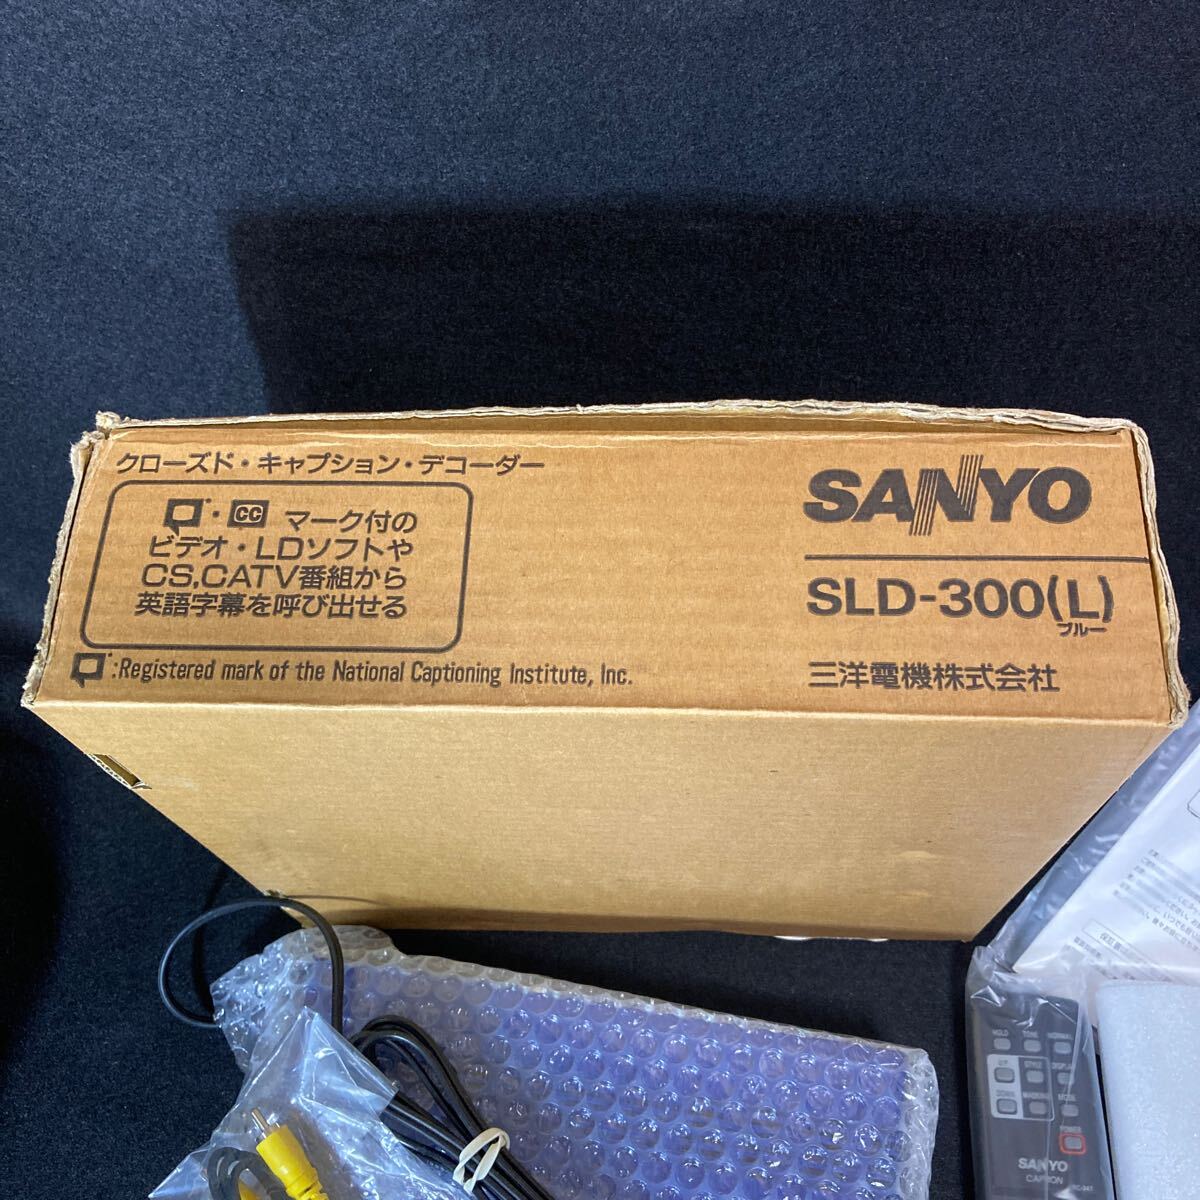 クローズド・キャプション・デコーダー
・CC マーク付の
ビデオ・LDソフトや
CS,CATV番組から
英語字幕を呼び出せる
:Registered mark of the National Captioning Institute, Inc.
SANYO
SLD-300(L)
ブルー
三洋電機株式会社
POWER
SANYO
CAPTION